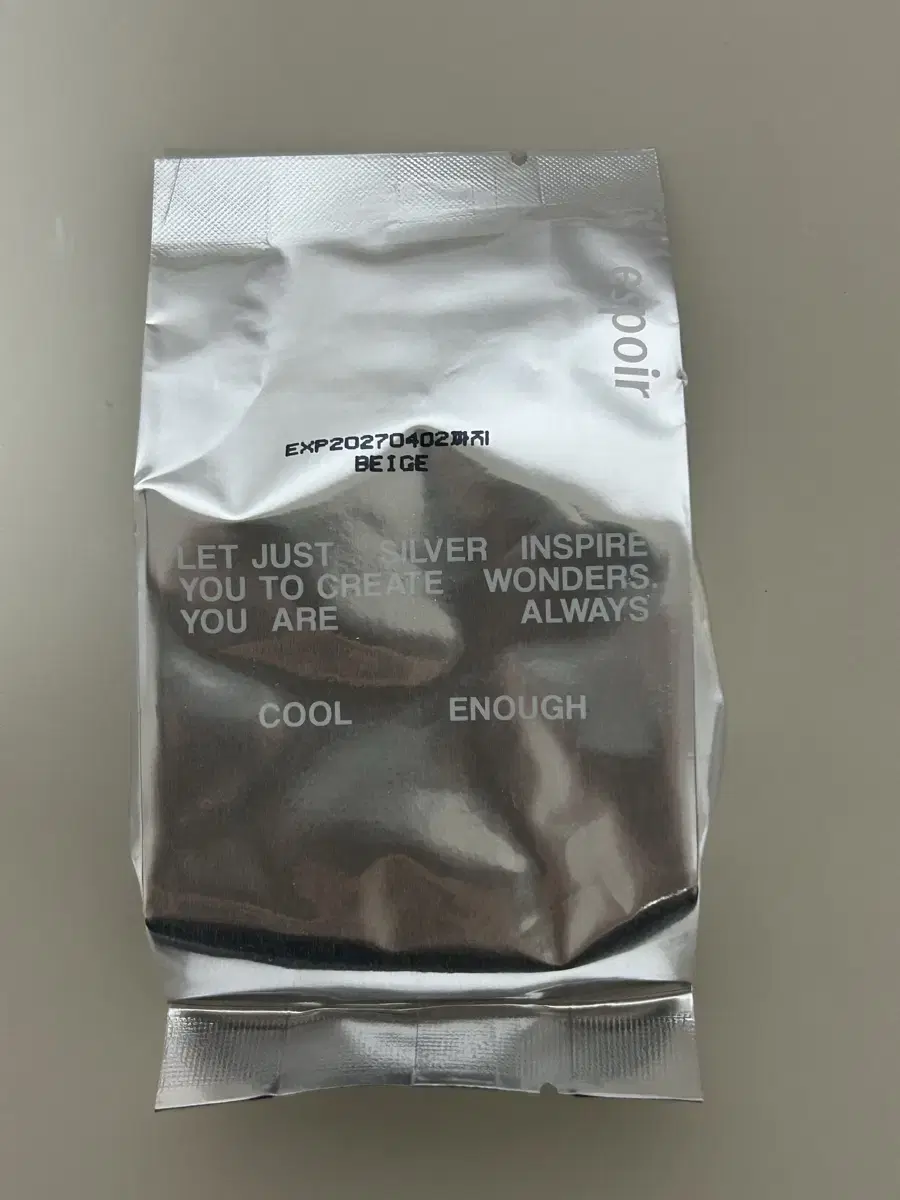 espoir
EXP20270402까지
BEIGE
LET JUST SILVER INSPIRE
YOU TO CREATE WONDERS.
YOU ARE ALWAYS
COOL ENOUGH